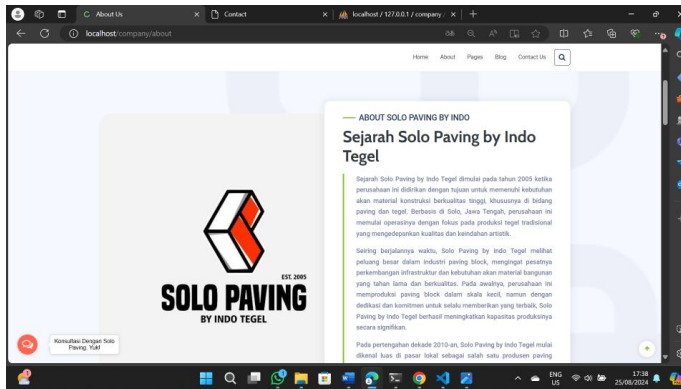 About Us
Contact
localhost / 127.0.0.1 / company /
localhost/company/about
Home About Pages Blog Contact Us
ABOUT SOLO PAVING BY INDO
Sejarah Solo Paving by Indo
Tegel
Sejarah Solo Paving by Indo Tegel dimulai pada tahun 2005 ketika
perusahaan ini didirikan dengan tujuan untuk memenuhi kebutuhan
akan material konstruksi berkualitas tinggi, khususnya di bidang
paving dan tegel. Berbasis di Solo, Jawa Tengah, perusahaan ini
memulai operasinya dengan fokus pada produksi tegel tradisional
yang mengedepankan kualitas dan keindahan artistik.
Seiring berjalannya waktu, Solo Paving by Indo Tegel melihat
peluang besar dalam industri paving block, mengingat pesatnya
perkembangan infrastruktur dan kebutuhan akan material bangunan
yang tahan lama dan berkualitas. Pada awalnya, perusahaan ini
memproduksi paving block dalam skala kecil, namun dengan
dedikasi dan komitmen untuk selalu memberikan yang terbaik, Solo
Paving by Indo Tegel berhasil meningkatkan kapasitas produksinya
secara signifikan.
Pada pertengahan dekade 2010-an, Solo Paving by Indo Tegel mulai
dikenal luas di pasar lokal sebagai salah satu produsen paving
EST. 2005
SOLO PAVING
BY INDO TEGEL
Konsultasi Dengan Solo
Paving, Yuk!
ENG
US
17:38
25/08/2024